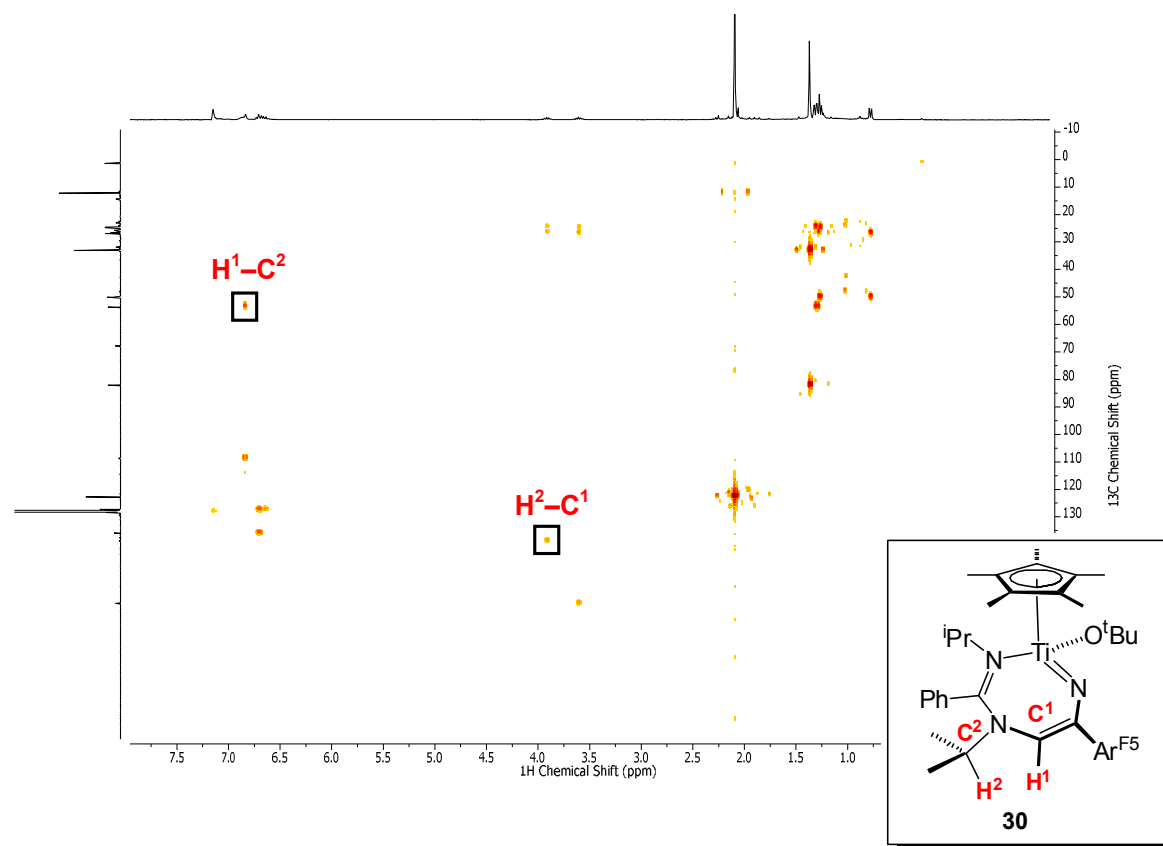 -10
0
10
20
30
40
50
60
70
80
90
100
110
120
130
13C Chemical Shift (ppm)
H¹–C²
H²–C¹
7.5 7.0 6.5 6.0 5.5 5.0 4.5 4.0 3.5 3.0 2.5 2.0 1.5 1.0
1H Chemical Shift (ppm)
ⁱPr
N
Ti
OᵗBu
Ph
N
N
C¹
C²
ArF5
H²
H¹
30